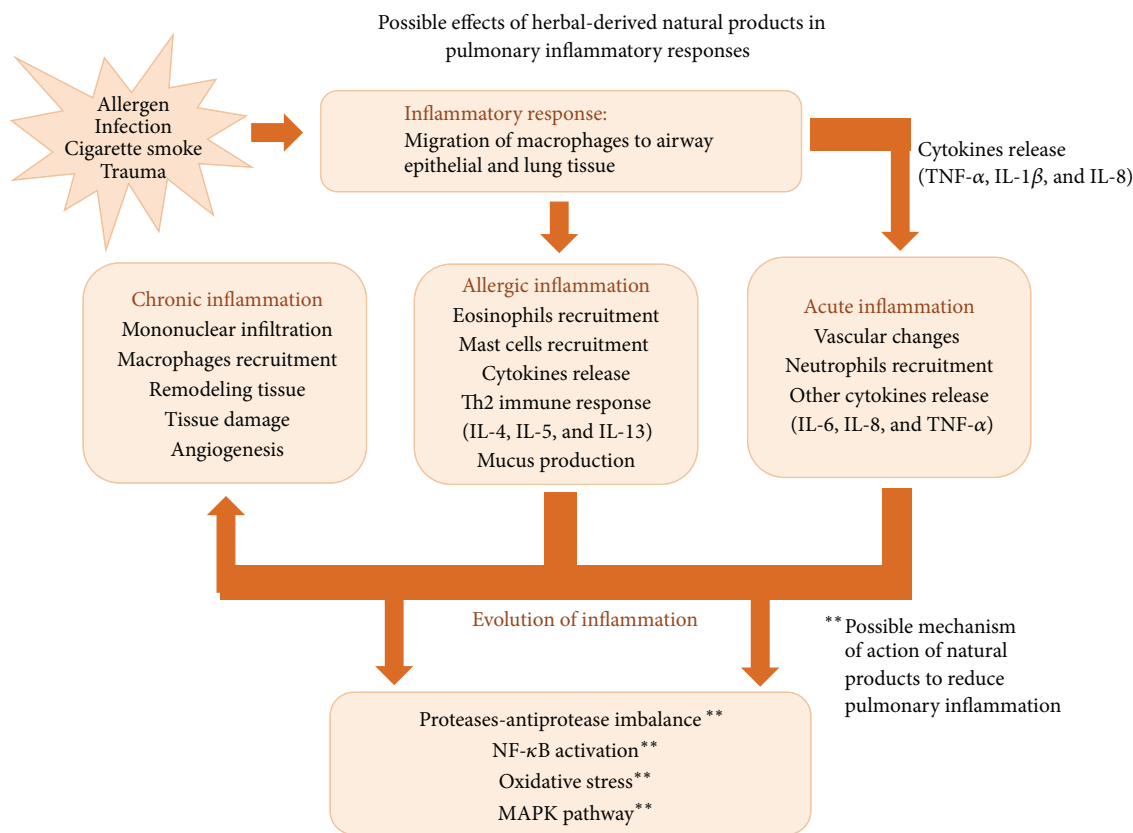 Possible effects of herbal-derived natural products in
pulmonary inflammatory responses
Allergen
Infection
Cigarette smoke
Trauma
Inflammatory response:
Migration of macrophages to airway
epithelial and lung tissue
Cytokines release
(TNF-α, IL-1β, and IL-8)
Chronic inflammation
Mononuclear infiltration
Macrophages recruitment
Remodeling tissue
Tissue damage
Angiogenesis
Allergic inflammation
Eosinophils recruitment
Mast cells recruitment
Cytokines release
Th2 immune response
(IL-4, IL-5, and IL-13)
Mucus production
Acute inflammation
Vascular changes
Neutrophils recruitment
Other cytokines release
(IL-6, IL-8, and TNF-α)
Evolution of inflammation
**Possible mechanism
of action of natural
products to reduce
pulmonary inflammation
Proteases-antiprotease imbalance**
NF-κB activation**
Oxidative stress**
MAPK pathway**